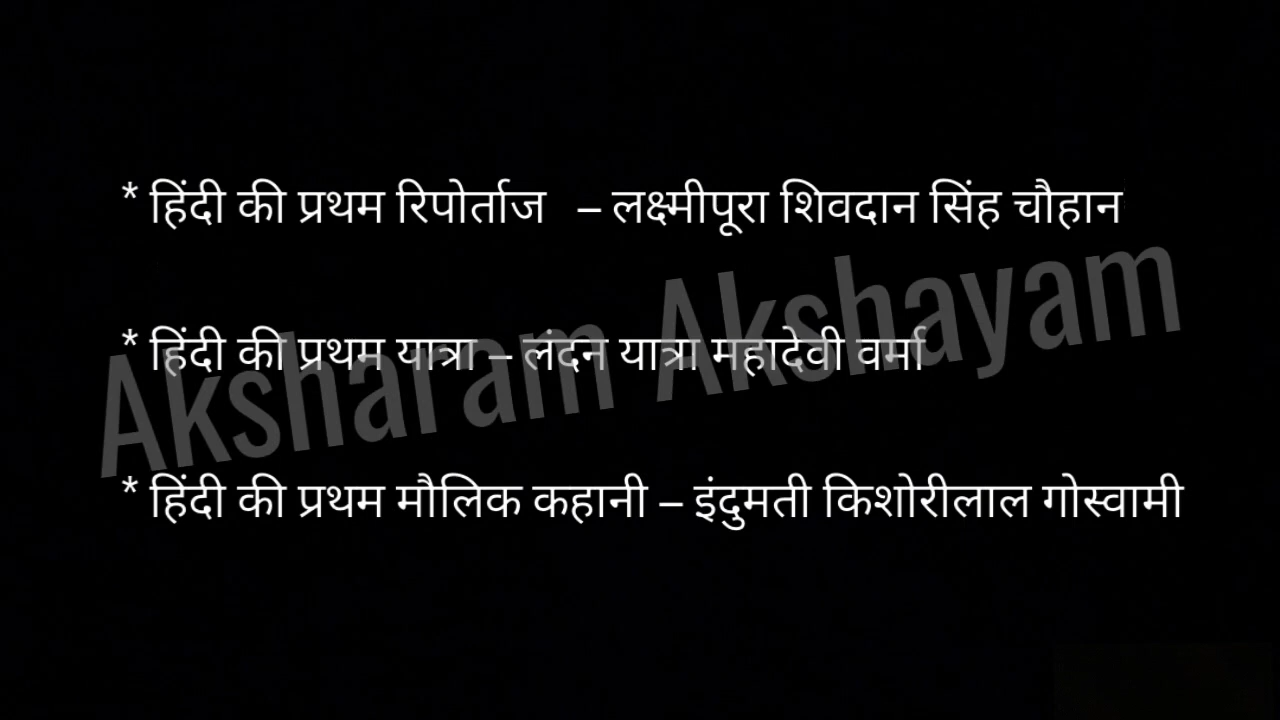 * हिंदी की प्रथम रिपोर्ताज – लक्ष्मीपूरा शिवदान सिंह चौहान
* हिंदी की प्रथम यात्रा – लंदन यात्रा महादेवी वर्मा
Aksharam Akshayam
* हिंदी की प्रथम मौलिक कहानी – इंदुमती किशोरीलाल गोस्वामी